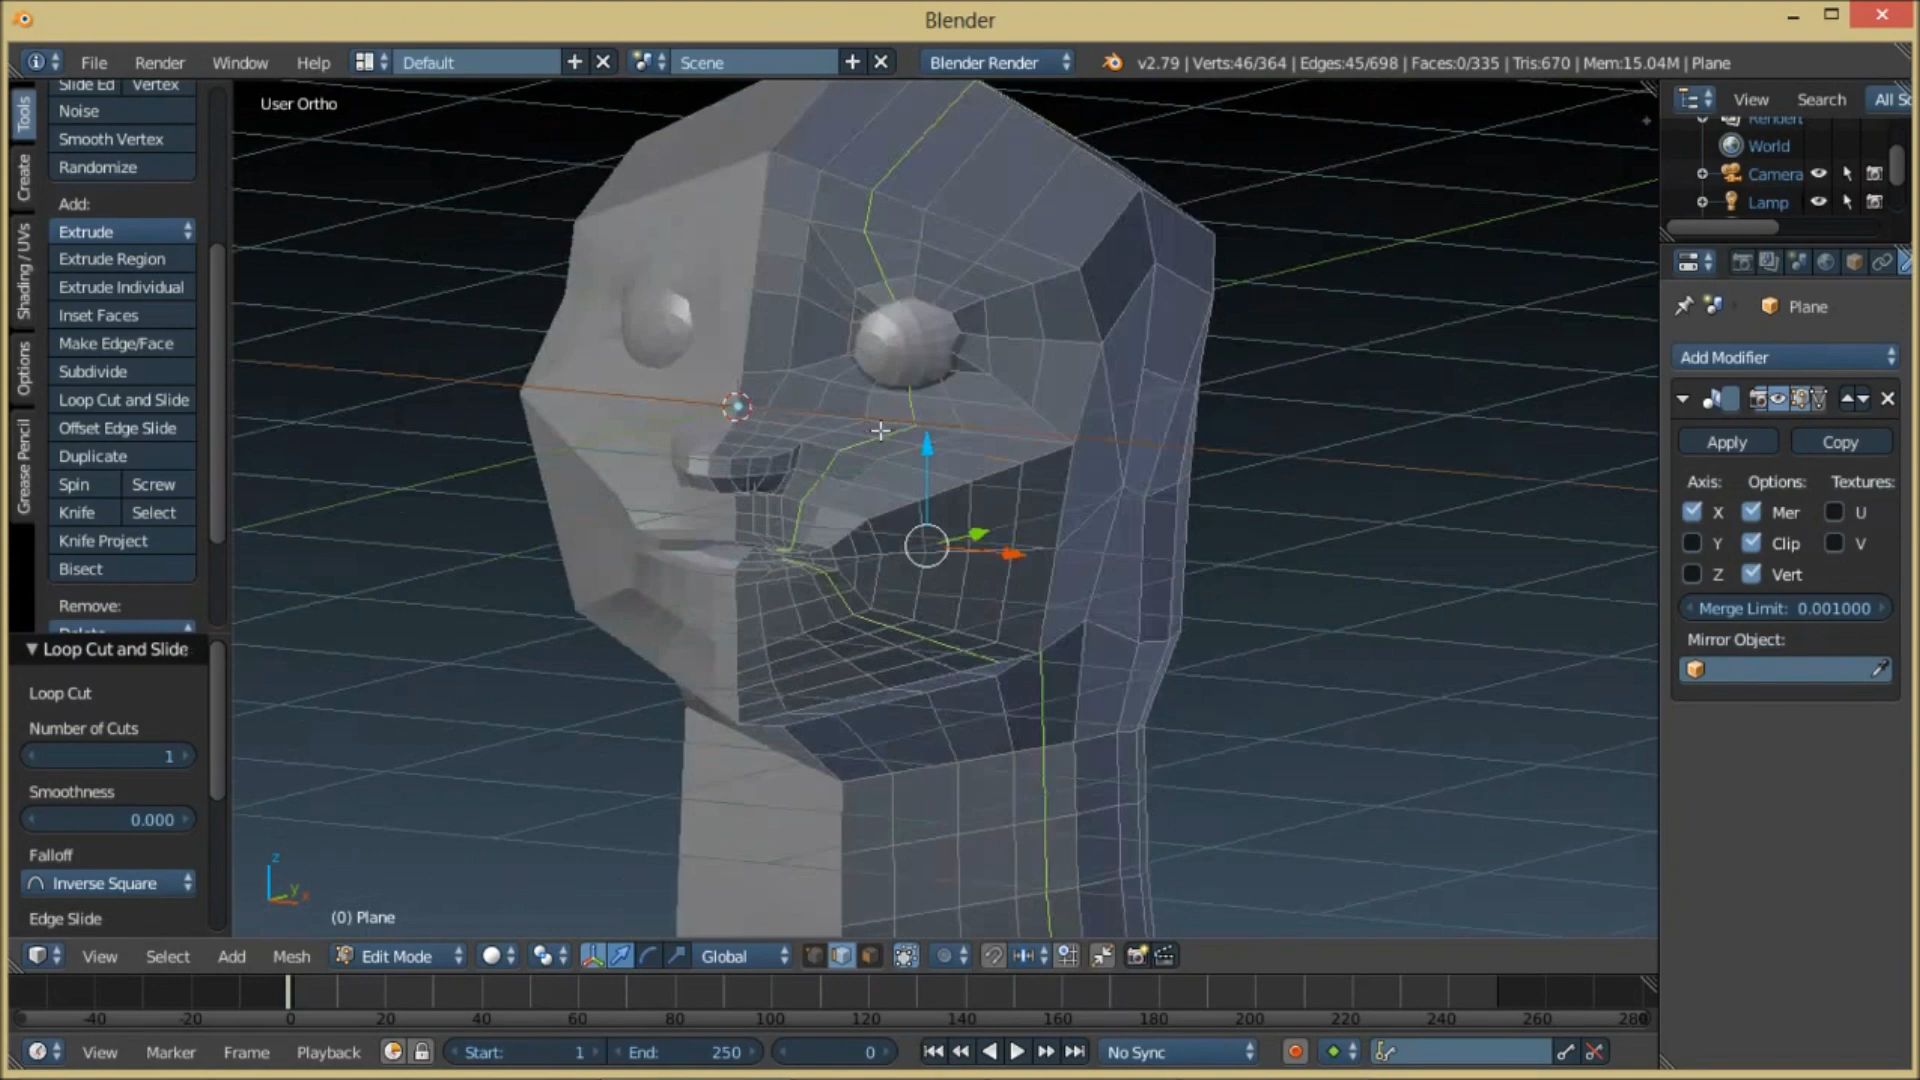 Blender
File Render Window Help Default Scene Blender Render v2.79 | Verts:46/364 | Edges:45/698 | Faces:0/335 | Tris:670 | Mem:15.04M | Plane
Tools
Create
Shading / UVs
Options
Grease Pencil
Slide Ed Vertex
Noise
Smooth Vertex
Randomize
Add:
Extrude
Extrude Region
Extrude Individual
Inset Faces
Make Edge/Face
Subdivide
Loop Cut and Slide
Offset Edge Slide
Duplicate
Spin Screw
Knife Select
Knife Project
Bisect
Remove:
Delete
Loop Cut and Slide
Loop Cut
Number of Cuts
1
Smoothness
0.000
Falloff
Inverse Square
Edge Slide
User Ortho
z
y
x
(0) Plane
View Search All Sc
World
Camera
Lamp
Plane
Add Modifier
Apply Copy
Axis: Options: Textures:
X Mer U
Y Clip V
Z Vert
Merge Limit: 0.001000
Mirror Object:
View Select Add Mesh Edit Mode Global
-40 -20 0 20 40 60 80 100 120 140 160 180 200 220 240 260 280
View Marker Frame Playback Start: 1 End: 250 0 No Sync